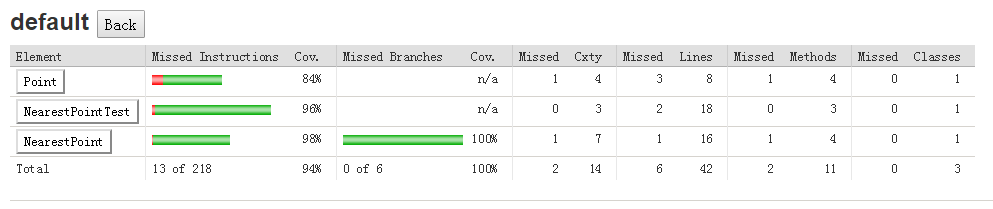 default Back
Element Missed Instructions Cov. Missed Branches Cov. Missed Cxty Missed Lines Missed Methods Missed Classes
Point 84% n/a 1 4 3 8 1 4 0 1
NearestPointTest 96% n/a 0 3 2 18 0 3 0 1
NearestPoint 98% 100% 1 7 1 16 1 4 0 1
Total 13 of 218 94% 0 of 6 100% 2 14 6 42 2 11 0 3